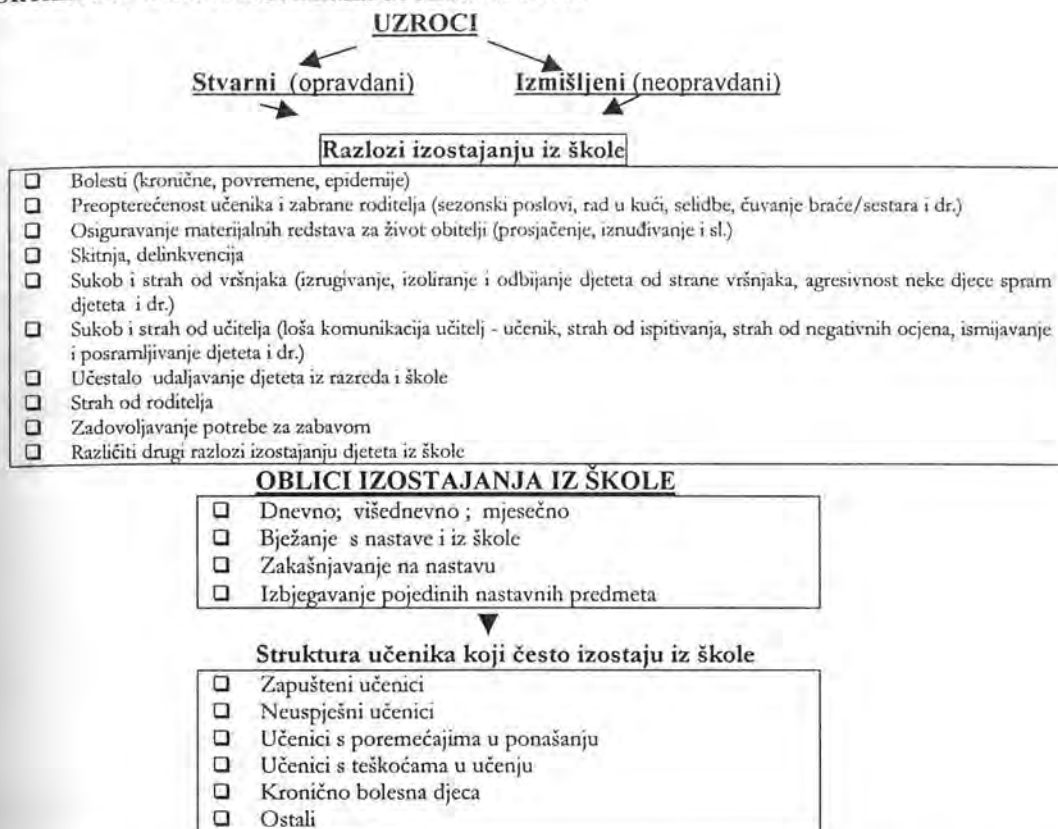 UZROCI
Stvarni (opravdani) Izmišljeni (neopravdani)
Razlozi izostajanju iz škole
❑ Bolesti (kronične, povremene, epidemije)
❑ Preopterećenost učenika i zabrane roditelja (sezonski poslovi, rad u kući, selidbe, čuvanje braće/sestara i dr.)
❑ Osiguravanje materijalnih redstava za život obitelji (prosjačenje, iznuđivanje i sl.)
❑ Skitnja, delinkvencija
❑ Sukob i strah od vršnjaka (izrugivanje, izoliranje i odbijanje djeteta od strane vršnjaka, agresivnost neke djece spram
djeteta i dr.)
❑ Sukob i strah od učitelja (loša komunikacija učitelj - učenik, strah od ispitivanja, strah od negativnih ocjena, ismijavanje
i posramljivanje djeteta i dr.)
❑ Učestalo udaljavanje djeteta iz razreda i škole
❑ Strah od roditelja
❑ Zadovoljavanje potrebe za zabavom
❑ Različiti drugi razlozi izostajanju djeteta iz škole
OBLICI IZOSTAJANJA IZ ŠKOLE
❑ Dnevno; višednevno ; mjesečno
❑ Bježanje s nastave i iz škole
❑ Zakašnjavanje na nastavu
❑ Izbjegavanje pojedinih nastavnih predmeta
Struktura učenika koji često izostaju iz škole
❑ Zapušteni učenici
❑ Neuspješni učenici
❑ Učenici s poremećajima u ponašanju
❑ Učenici s teškoćama u učenju
❑ Kronično bolesna djeca
❑ Ostali